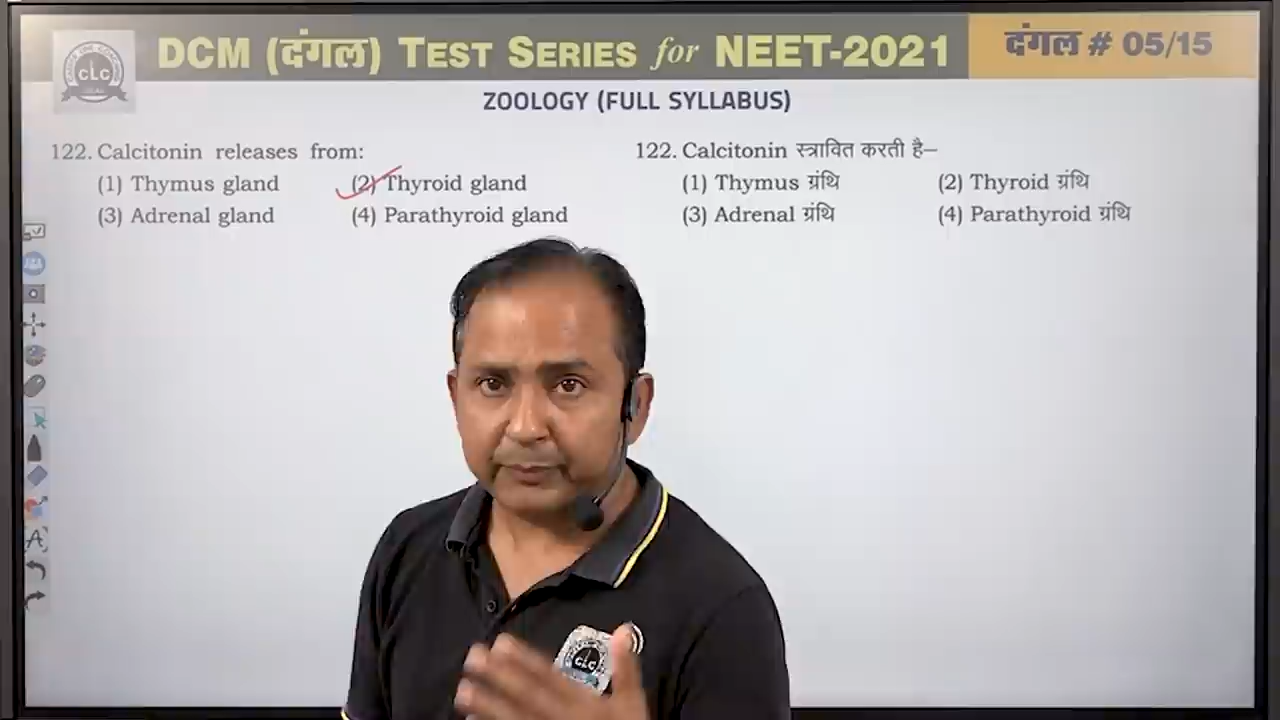 DCM (दंगल) TEST SERIES for NEET-2021
दंगल # 05/15
CLC
ZOOLOGY (FULL SYLLABUS)
122. Calcitonin releases from:
(1) Thymus gland (2) Thyroid gland
(3) Adrenal gland (4) Parathyroid gland
122. Calcitonin स्त्रावित करती है–
(1) Thymus ग्रंथि (2) Thyroid ग्रंथि
(3) Adrenal ग्रंथि (4) Parathyroid ग्रंथि
CLC